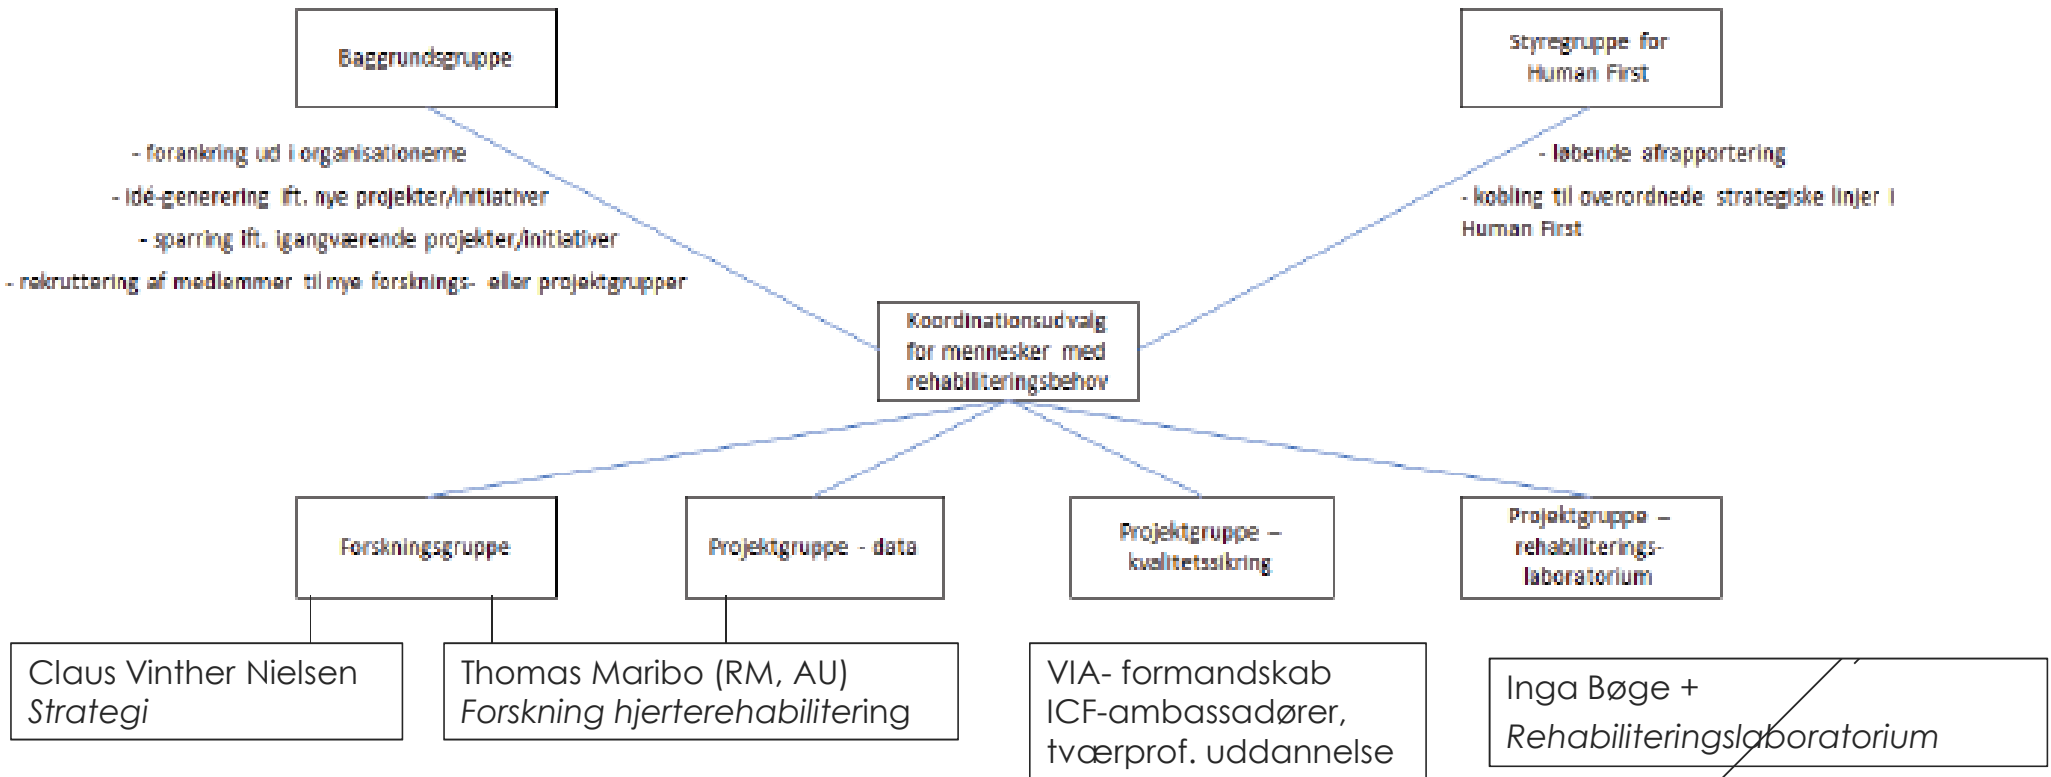 Baggrundsgruppe
Styregruppe for
Human First
- forankring ud i organisationerne
- idé-generering ift. nye projekter/initiativer
- sparring ift. igangværende projekter/initiativer
- rekruttering af medlemmer til nye forsknings- eller projektgrupper
- løbende afrapportering
- kobling til overordnede strategiske linjer i
Human First
Koordinationsudvalg
for mennesker med
rehabiliteringsbehov
Forskningsgruppe
Projektgruppe - data
Projektgruppe –
kvalitetssikring
Projektgruppe –
rehabiliterings-
laboratorium
Claus Vinther Nielsen
Strategi
Thomas Maribo (RM, AU)
Forskning hjerterehabilitering
VIA- formandskab
ICF-ambassadører,
tværprof. uddannelse
Inga Bøge +
Rehabiliteringslaboratorium